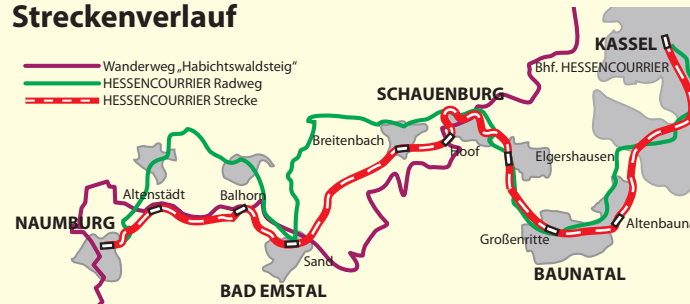 Streckenverlauf
Wanderweg „Habichtswaldsteig"
HESSENCOURRIER Radweg
HESSENCOURRIER Strecke
KASSEL
Bhf. HESSENCOURRIER
SCHAUENBURG
Breitenbach
Hoof
Elgershausen
Altenstädt
Balhorn
NAUMBURG
Großenritte
Altenbauna
Sand
BAUNATAL
BAD EMSTAL